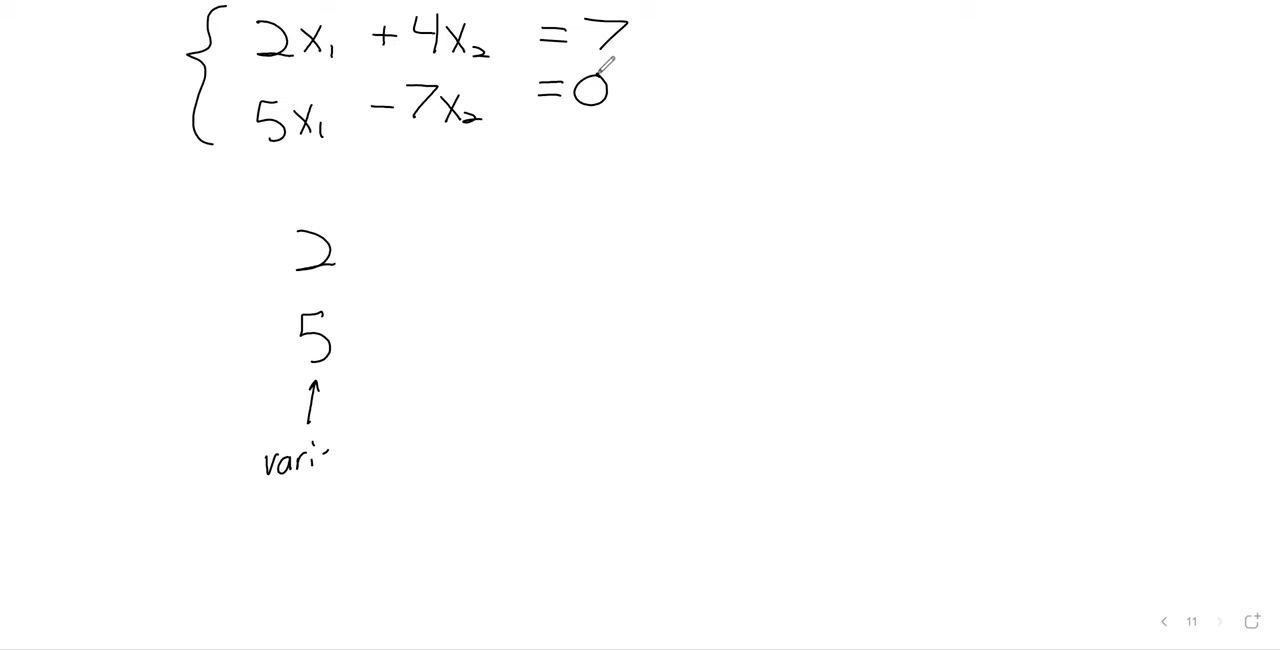 2x₁ + 4x₂ = 7
5x₁ - 7x₂ = 0
2
5
vari
11